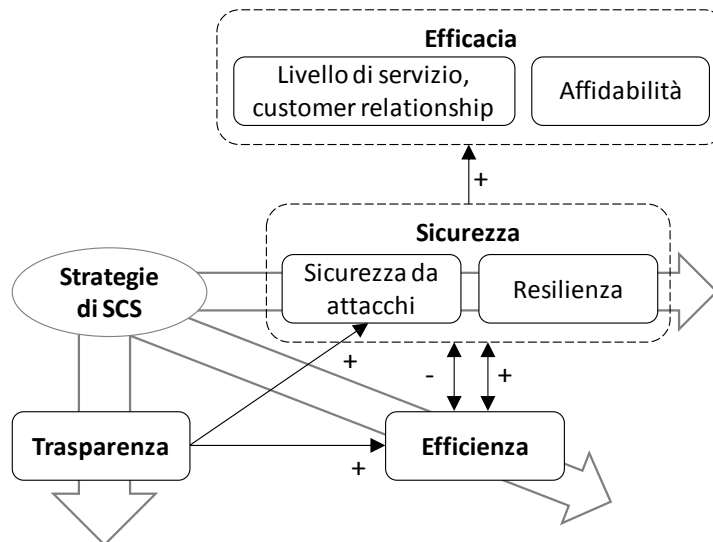 Efficacia
Livello di servizio,
customer relationship
Affidabilità
+
Sicurezza
Strategie
di SCS
Sicurezza da
attacchi
Resilienza
+
-
+
Trasparenza
Efficienza
+